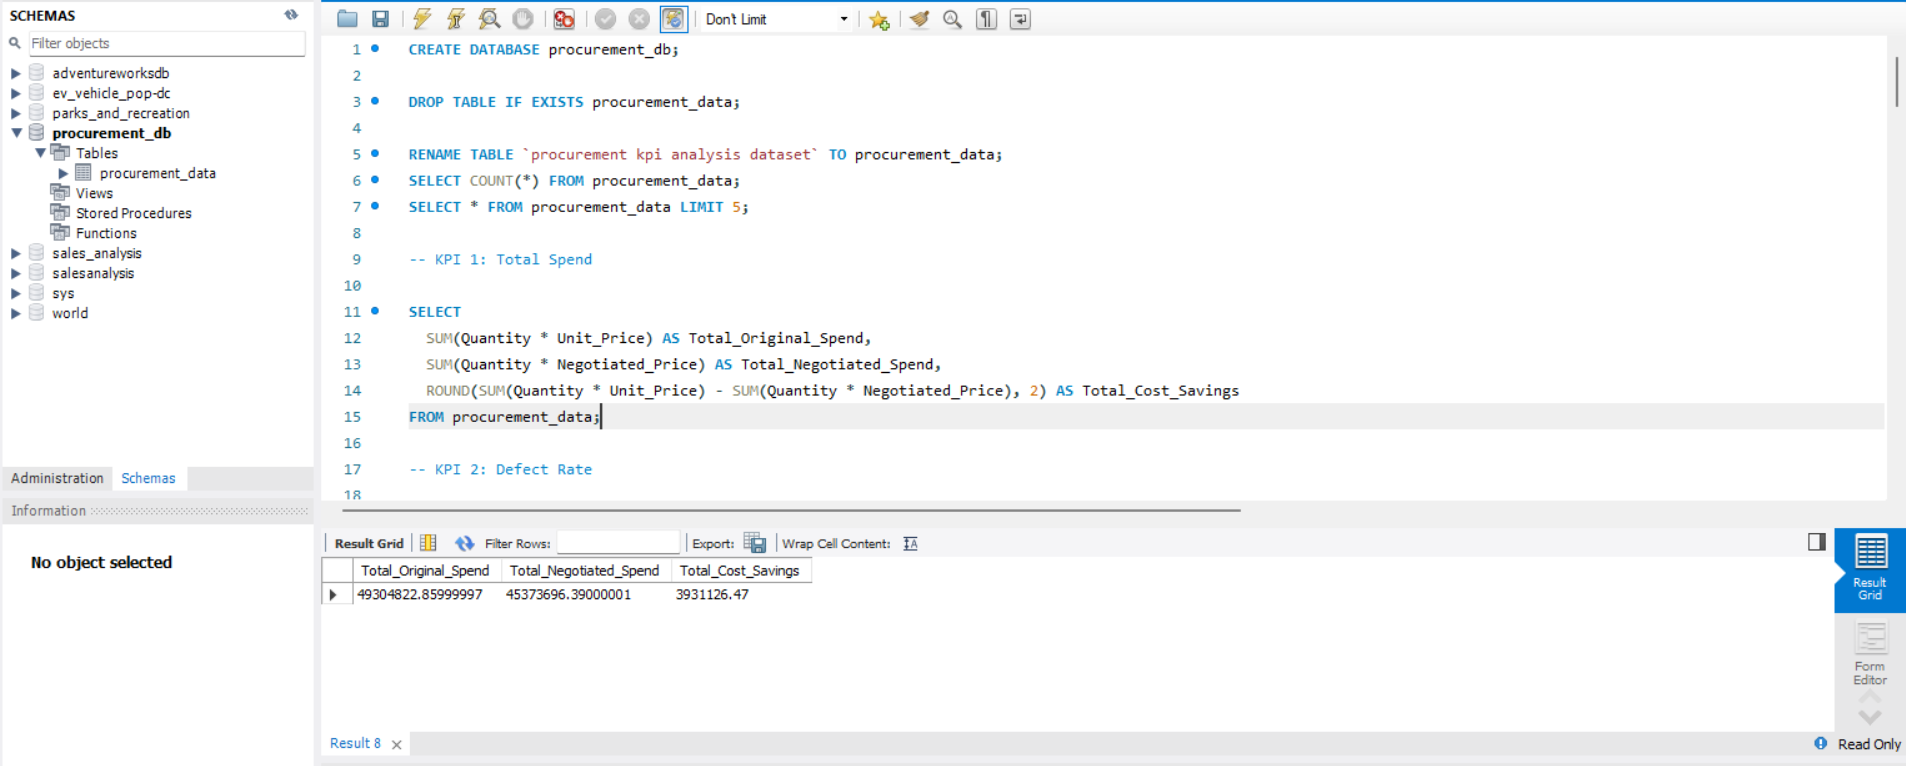 SCHEMAS
Filter objects
adventureworksdb
ev_vehicle_pop-dc
parks_and_recreation
procurement_db
Tables
procurement_data
Views
Stored Procedures
Functions
sales_analysis
salesanalysis
sys
world
Administration Schemas
Information
No object selected
Don't Limit
1 CREATE DATABASE procurement_db;
2
3 DROP TABLE IF EXISTS procurement_data;
4
5 RENAME TABLE `procurement kpi analysis dataset` TO procurement_data;
6 SELECT COUNT(*) FROM procurement_data;
7 SELECT * FROM procurement_data LIMIT 5;
8
9 -- KPI 1: Total Spend
10
11 SELECT
12 SUM(Quantity * Unit_Price) AS Total_Original_Spend,
13 SUM(Quantity * Negotiated_Price) AS Total_Negotiated_Spend,
14 ROUND(SUM(Quantity * Unit_Price) - SUM(Quantity * Negotiated_Price), 2) AS Total_Cost_Savings
15 FROM procurement_data;
16
17 -- KPI 2: Defect Rate
18
Result Grid Filter Rows: Export: Wrap Cell Content: IA
Total_Original_Spend Total_Negotiated_Spend Total_Cost_Savings
49304822.85999997 45373696.39000001 3931126.47
Result
Grid
Form
Editor
Result 8
Read Only